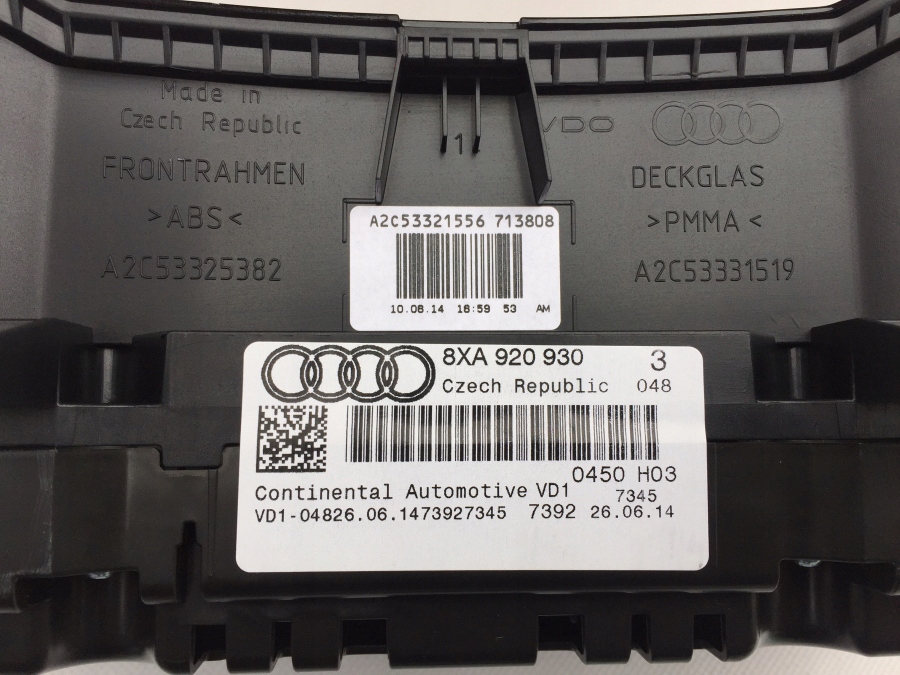 Made in
Czech Republic
FRONTRAHMEN
>ABS<
A2C53325382
1
VDO
DECKGLAS
>PMMA<
A2C53331519
A2C53321556 713808
10.06.14 16:59 53 AM
8XA 920 930 3
Czech Republic 048
0450 H03
Continental Automotive VD1 7345
VD1-04826.06.1473927345 7392 26.06.14